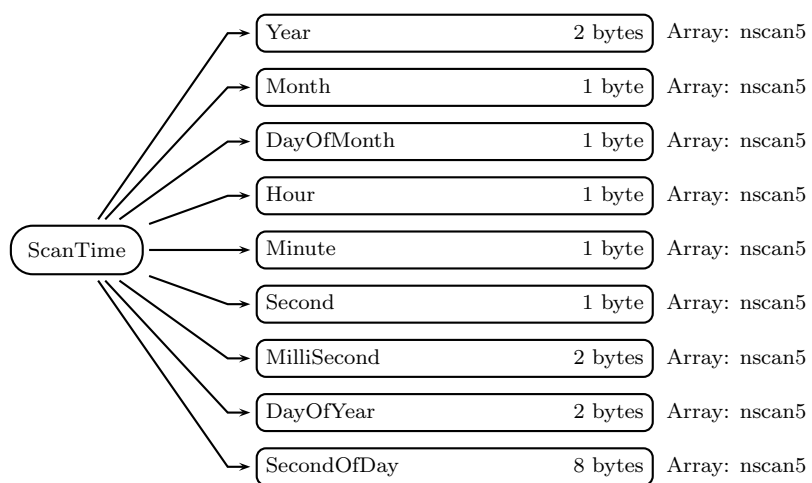 Year 2 bytes Array: nscan5
Month 1 byte Array: nscan5
DayOfMonth 1 byte Array: nscan5
Hour 1 byte Array: nscan5
ScanTime
Minute 1 byte Array: nscan5
Second 1 byte Array: nscan5
MilliSecond 2 bytes Array: nscan5
DayOfYear 2 bytes Array: nscan5
SecondOfDay 8 bytes Array: nscan5